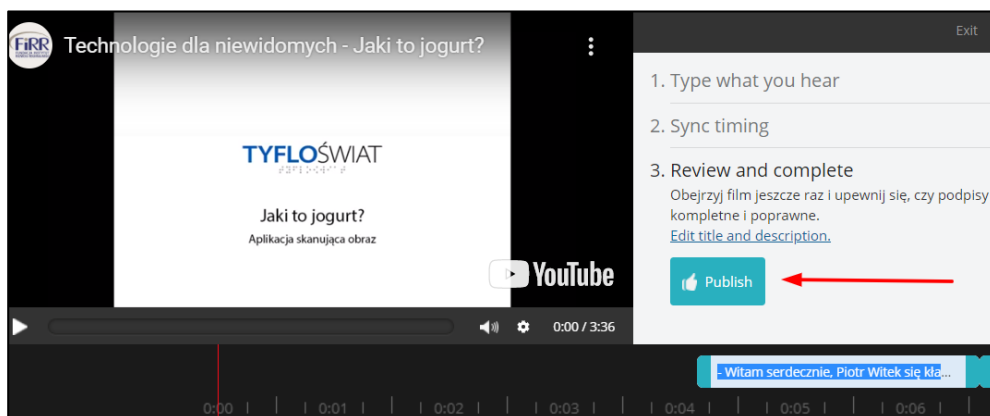 FiRR
Technologie dla niewidomych - Jaki to jogurt?
TYFLOŚWIAT
Jaki to jogurt?
Aplikacja skanująca obraz
YouTube
0:00 / 3:36
Exit
1. Type what you hear
2. Sync timing
3. Review and complete
Obejrzyj film jeszcze raz i upewnij się, czy podpisy
kompletne i poprawne.
Edit title and description.
Publish
- Witam serdecznie, Piotr Witek się kła...
0:00 0:01 0:02 0:03 0:04 0:05 0:06